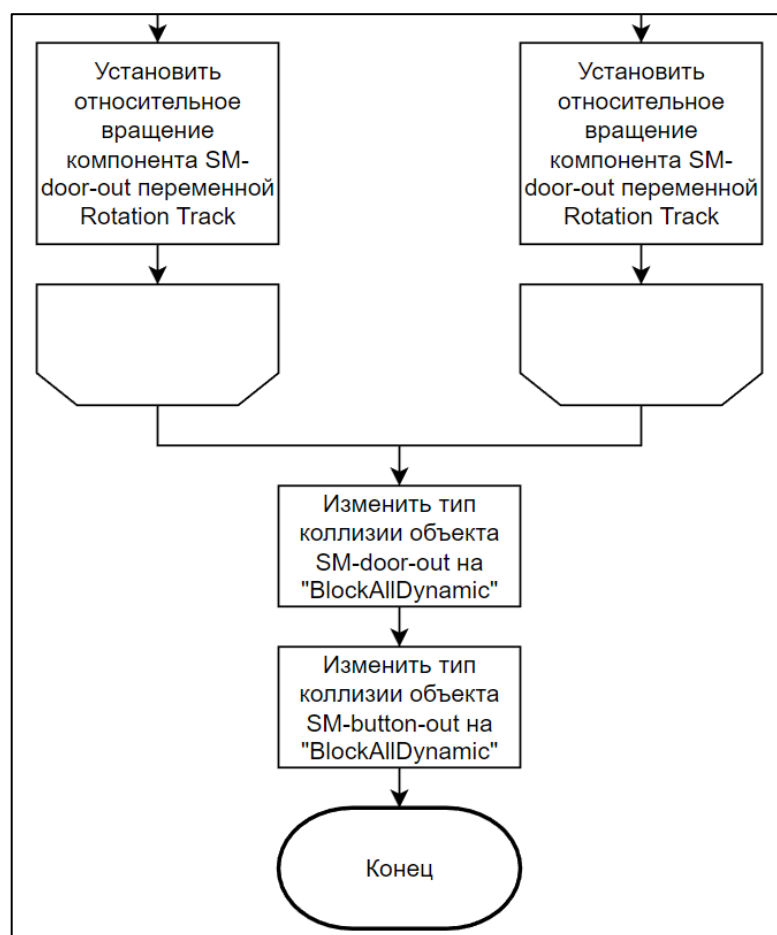 Установить
относительное
вращение
компонента SM-
door-out переменной
Rotation Track
Установить
относительное
вращение
компонента SM-
door-out переменной
Rotation Track
Изменить тип
коллизии объекта
SM-door-out на
"BlockAllDynamic"
Изменить тип
коллизии объекта
SM-button-out на
"BlockAllDynamic"
Конец